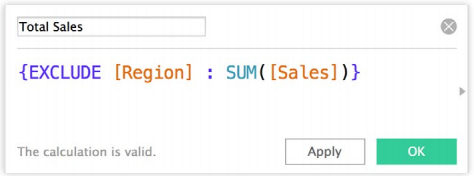 Total Sales
{EXCLUDE [Region] : SUM([Sales])}
The calculation is valid.
Apply
OK